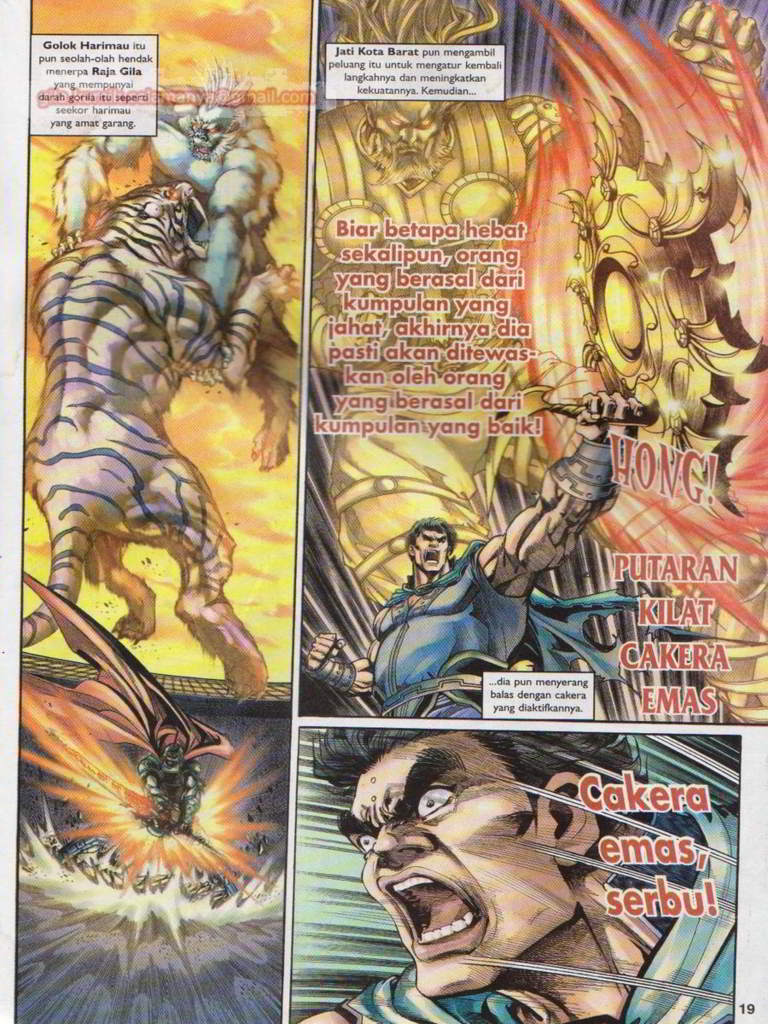 Golok Harimau itu
pun seolah-olah hendak
menerpa Raja Gila
yang mempunyai
darah gorila itu seperti
seekor harimau
yang amat garang.
Jati Kota Barat pun mengambil
peluang itu untuk mengatur kembali
langkahnya dan meningkatkan
kekuatannya. Kemudian...
Biar betapa hebat
sekalipun, orang
yang berasal dari
kumpulan yang
jahat, akhirnya dia
pasti akan ditewas-
kan oleh orang
yang berasal dari
kumpulan yang baik!
HONG!
PUTARAN
KILAT
CAKERA
EMAS
...dia pun menyerang
balas dengan cakera
yang diaktifkannya.
Cakera
emas,
serbu!
19